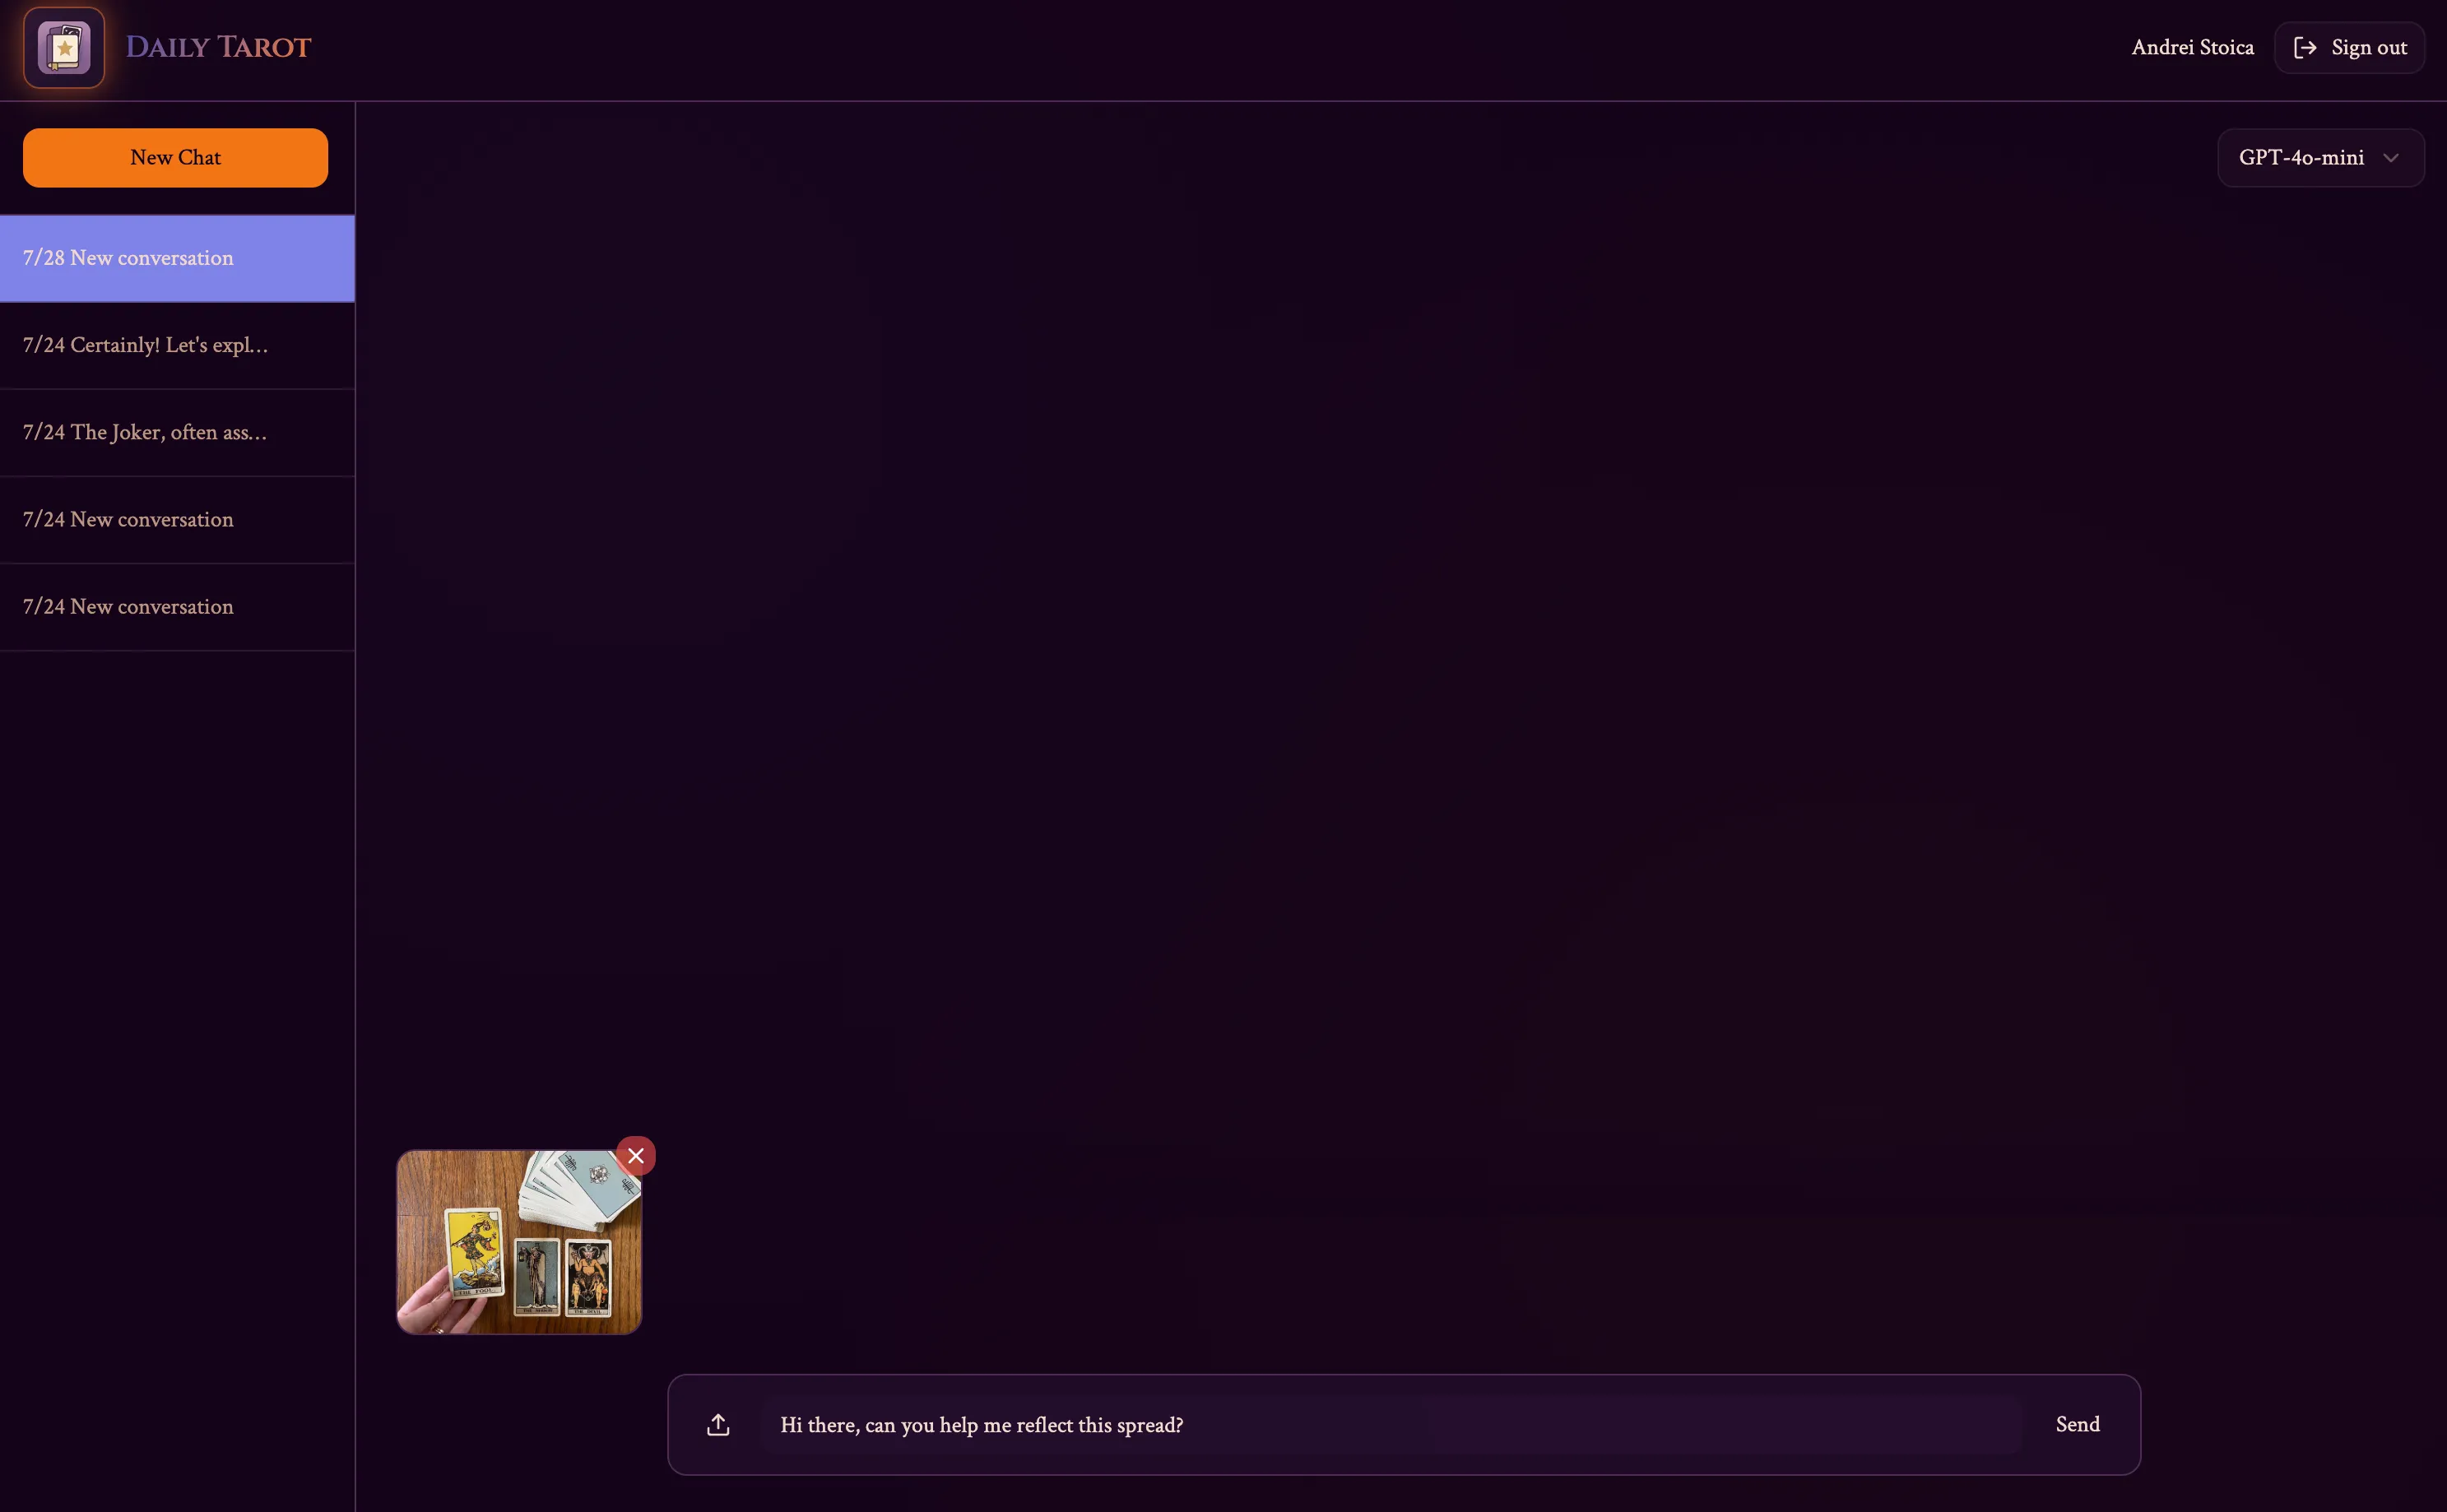 Daily Tarot
Andrei Stoica
Sign out
New Chat
GPT-4o-mini
7/28 New conversation
7/24 Certainly! Let's expl...
7/24 The Joker, often ass...
7/24 New conversation
7/24 New conversation
THE FOOL.
THE DEVIL
Hi there, can you help me reflect this spread?
Send